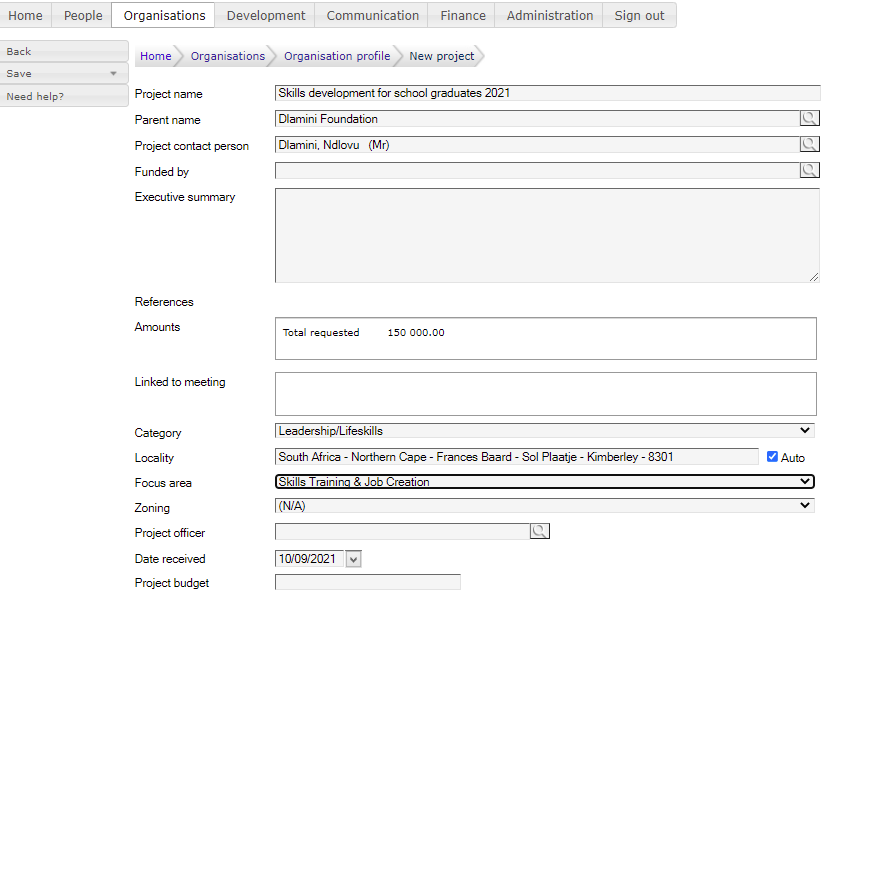 Home People Organisations Development Communication Finance Administration Sign out
Back
Save
Need help?
Home Organisations Organisation profile New project
Project name Skills development for school graduates 2021
Parent name Dlamini Foundation
Project contact person Dlamini, Ndlovu (Mr)
Funded by
Executive summary
References
Amounts Total requested 150 000.00
Linked to meeting
Category Leadership/Lifeskills
Locality South Africa - Northern Cape - Frances Baard - Sol Plaatje - Kimberley - 8301 Auto
Focus area Skills Training & Job Creation
Zoning (N/A)
Project officer
Date received 10/09/2021
Project budget